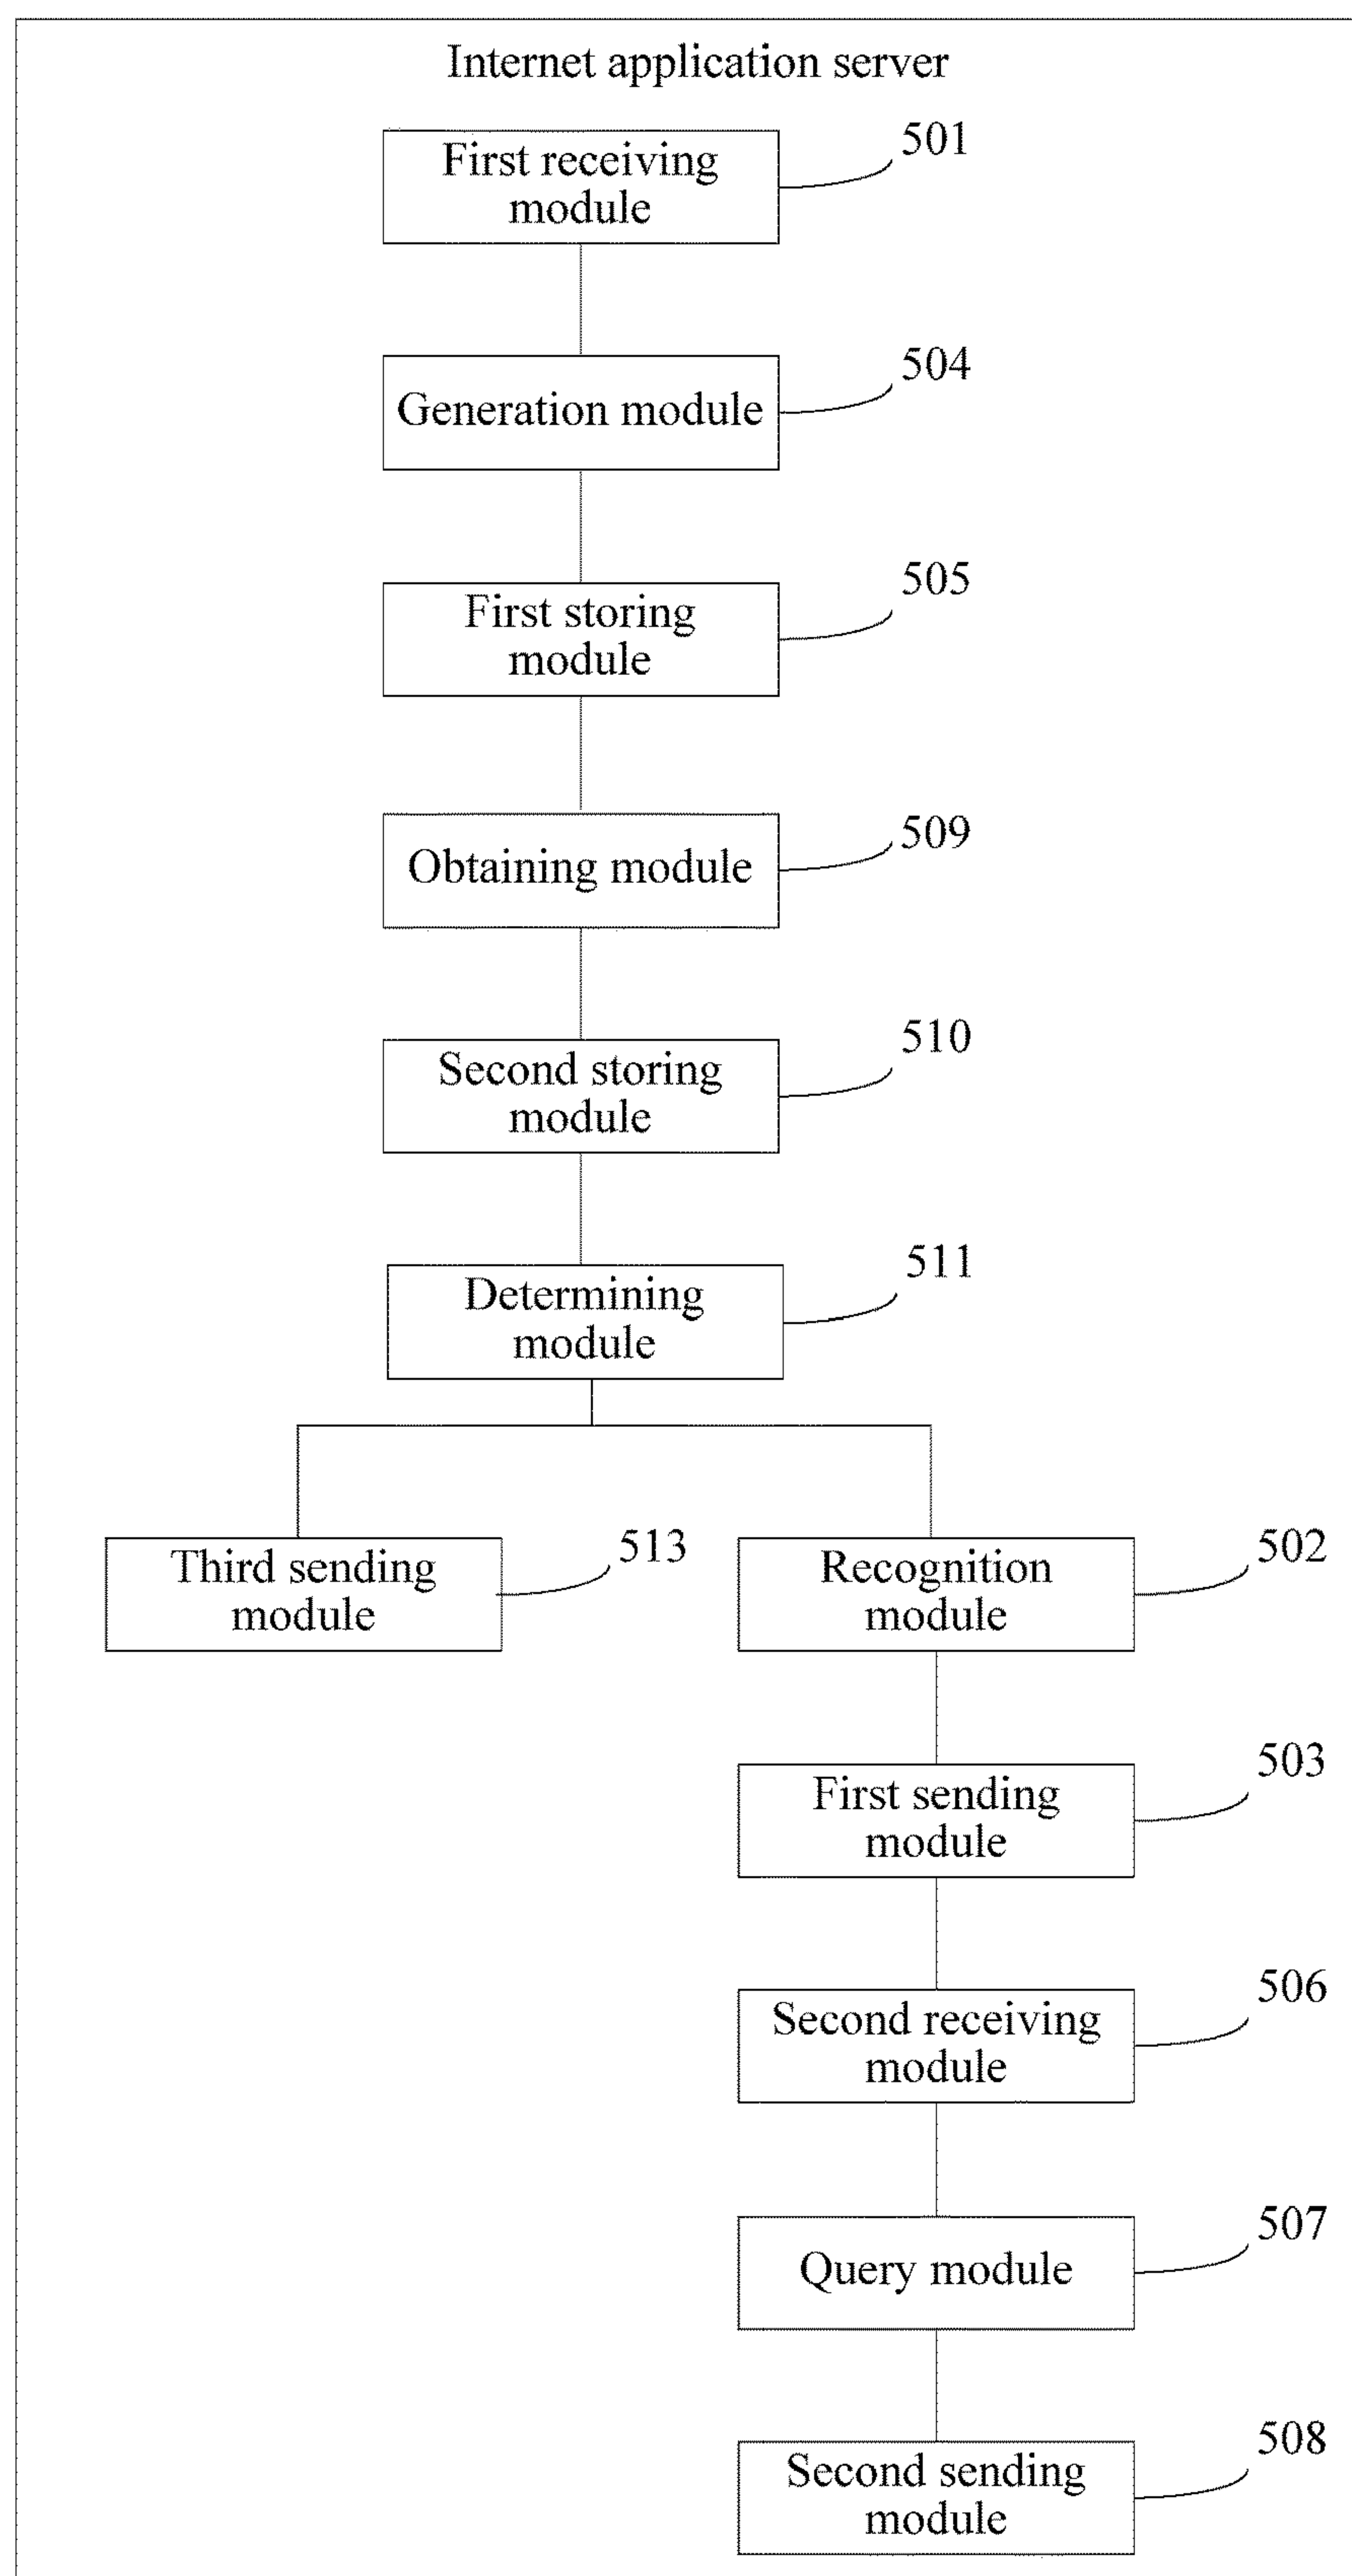 Internet application server
First receiving
module
501
Generation module
504
First storing
module
505
Obtaining module
509
Second storing
module
510
Determining
module
511
Third sending
module
513
Recognition
module
502
First sending
module
503
Second receiving
module
506
Query module
507
Second sending
module
508